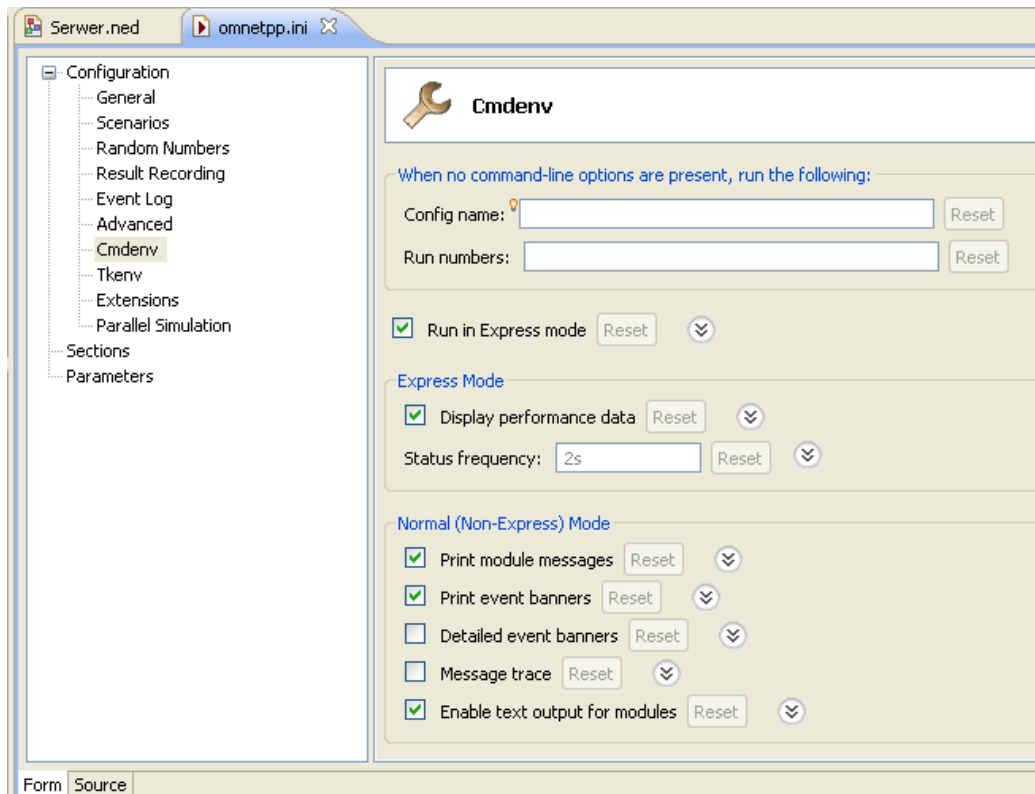 Serwer.ned omnetpp.ini
Configuration
General
Scenarios
Random Numbers
Result Recording
Event Log
Advanced
Cmdenv
Tkenv
Extensions
Parallel Simulation
Sections
Parameters
Cmdenv
When no command-line options are present, run the following:
Config name: Reset
Run numbers: Reset
Run in Express mode Reset
Express Mode
Display performance data Reset
Status frequency: 2s Reset
Normal (Non-Express) Mode
Print module messages Reset
Print event banners Reset
Detailed event banners Reset
Message trace Reset
Enable text output for modules Reset
Form Source